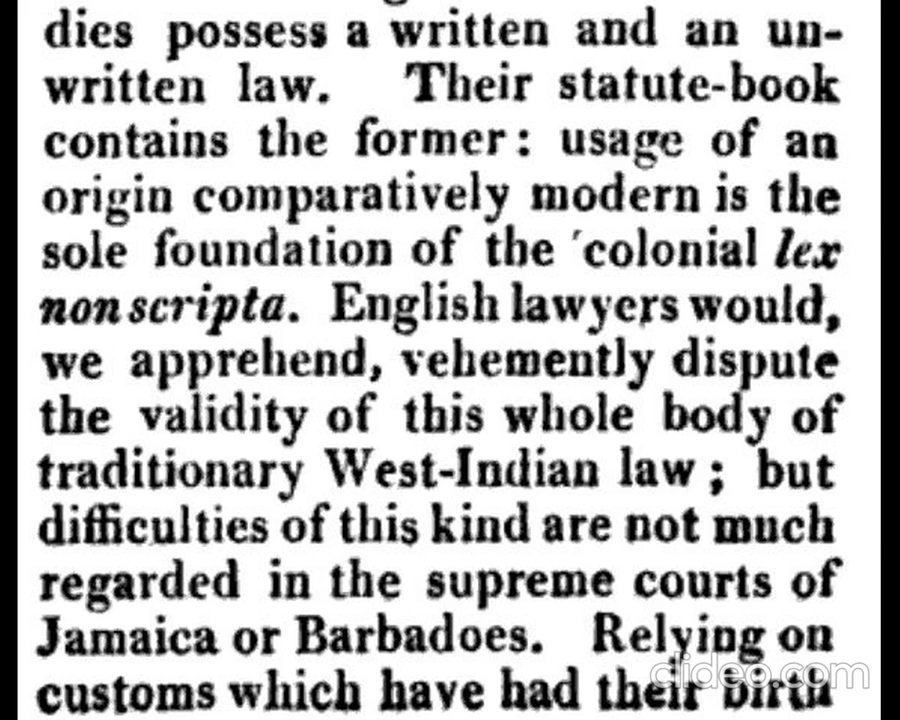 dies possess a written and an un-
written law. Their statute-book
contains the former: usage of an
origin comparatively modern is the
sole foundation of the colonial lex
non scripta. English lawyers would,
we apprehend, vehemently dispute
the validity of this whole body of
traditionary West-Indian law; but
difficulties of this kind are not much
regarded in the supreme courts of
Jamaica or Barbadoes. Relying on
customs which have had their birth
clideo.com